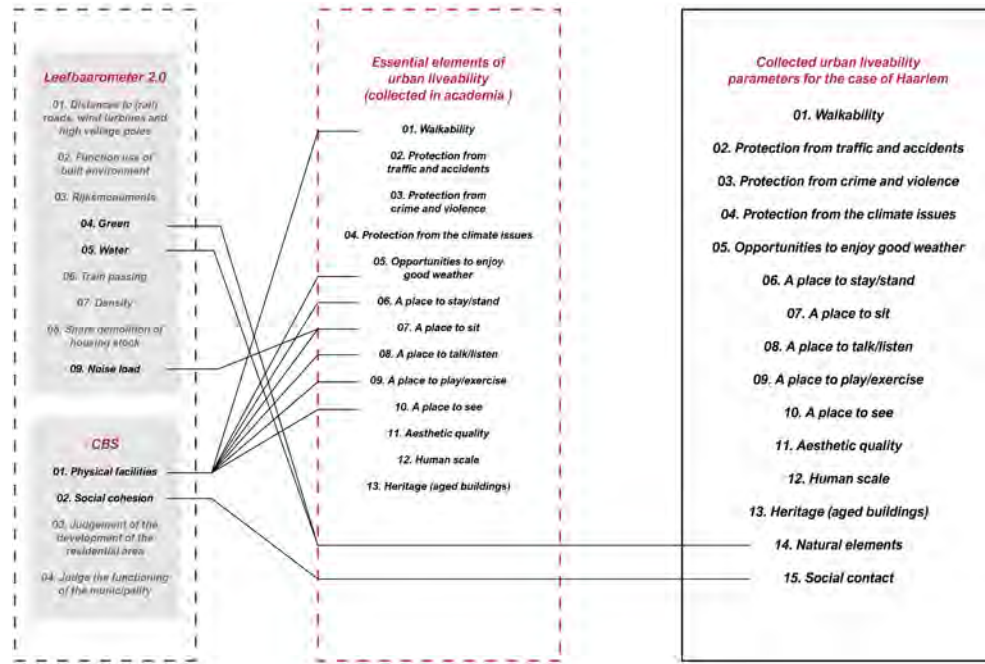 Leefbaarometer 2.0
01. Distances to (rail)
roads, wind turbines and
high voltage poles
02. Function use of
built environment
03. Rijksmonuments
04. Green
05. Water
06. Train passing
07. Density
08. Share demolition of
housing stock
09. Noise load
CBS
01. Physical facilities
02. Social cohesion
03. Judgement of the
development of the
residential area
04. Judge the functioning
of the municipality
Essential elements of
urban liveability
(collected in academia )
01. Walkability
02. Protection from
traffic and accidents
03. Protection from
crime and violence
04. Protection from the climate issues
05. Opportunities to enjoy
good weather
06. A place to stay/stand
07. A place to sit
08. A place to talk/listen
09. A place to play/exercise
10. A place to see
11. Aesthetic quality
12. Human scale
13. Heritage (aged buildings)
Collected urban liveability
parameters for the case of Haarlem
01. Walkability
02. Protection from traffic and accidents
03. Protection from crime and violence
04. Protection from the climate issues
05. Opportunities to enjoy good weather
06. A place to stay/stand
07. A place to sit
08. A place to talk/listen
09. A place to play/exercise
10. A place to see
11. Aesthetic quality
12. Human scale
13. Heritage (aged buildings)
14. Natural elements
15. Social contact